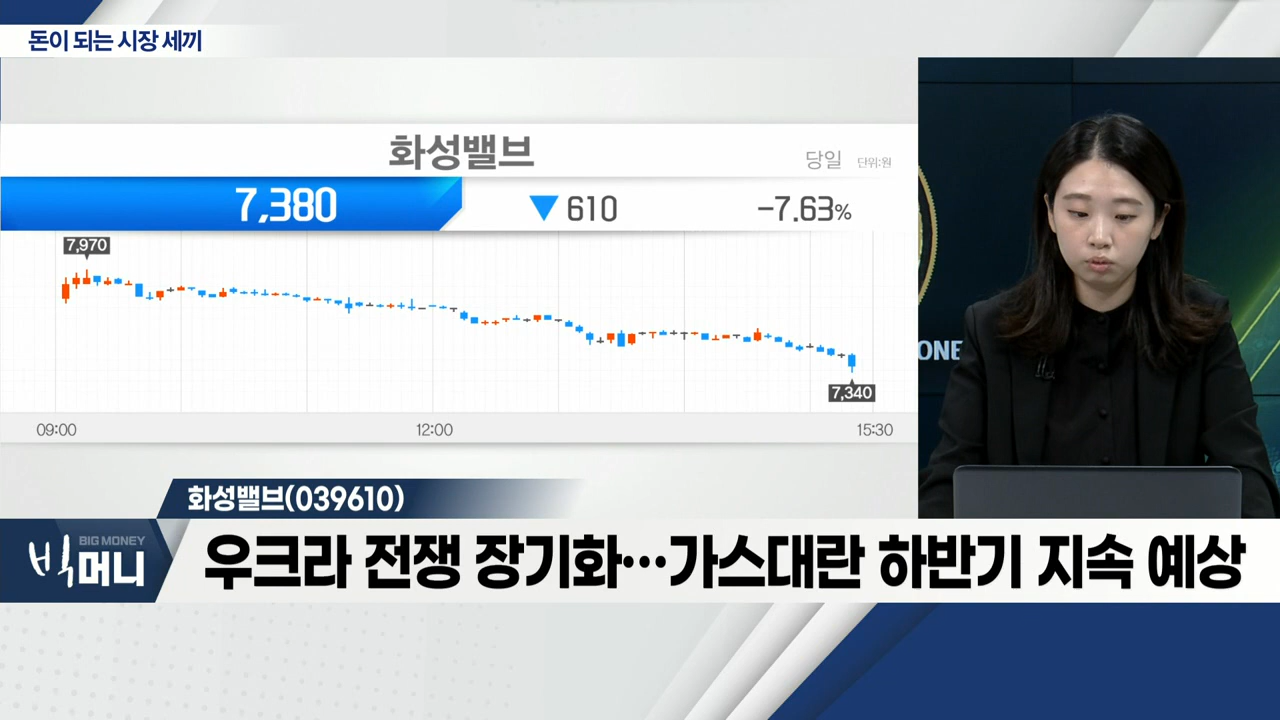 돈이 되는 시장 세끼
화성밸브
당일 단위:원
7,380 ▼ 610 -7.63%
7,970
7,340
09:00 12:00 15:30
ONE
화성밸브(039610)
BIG MONEY
빅머니
우크라 전쟁 장기화…가스대란 하반기 지속 예상